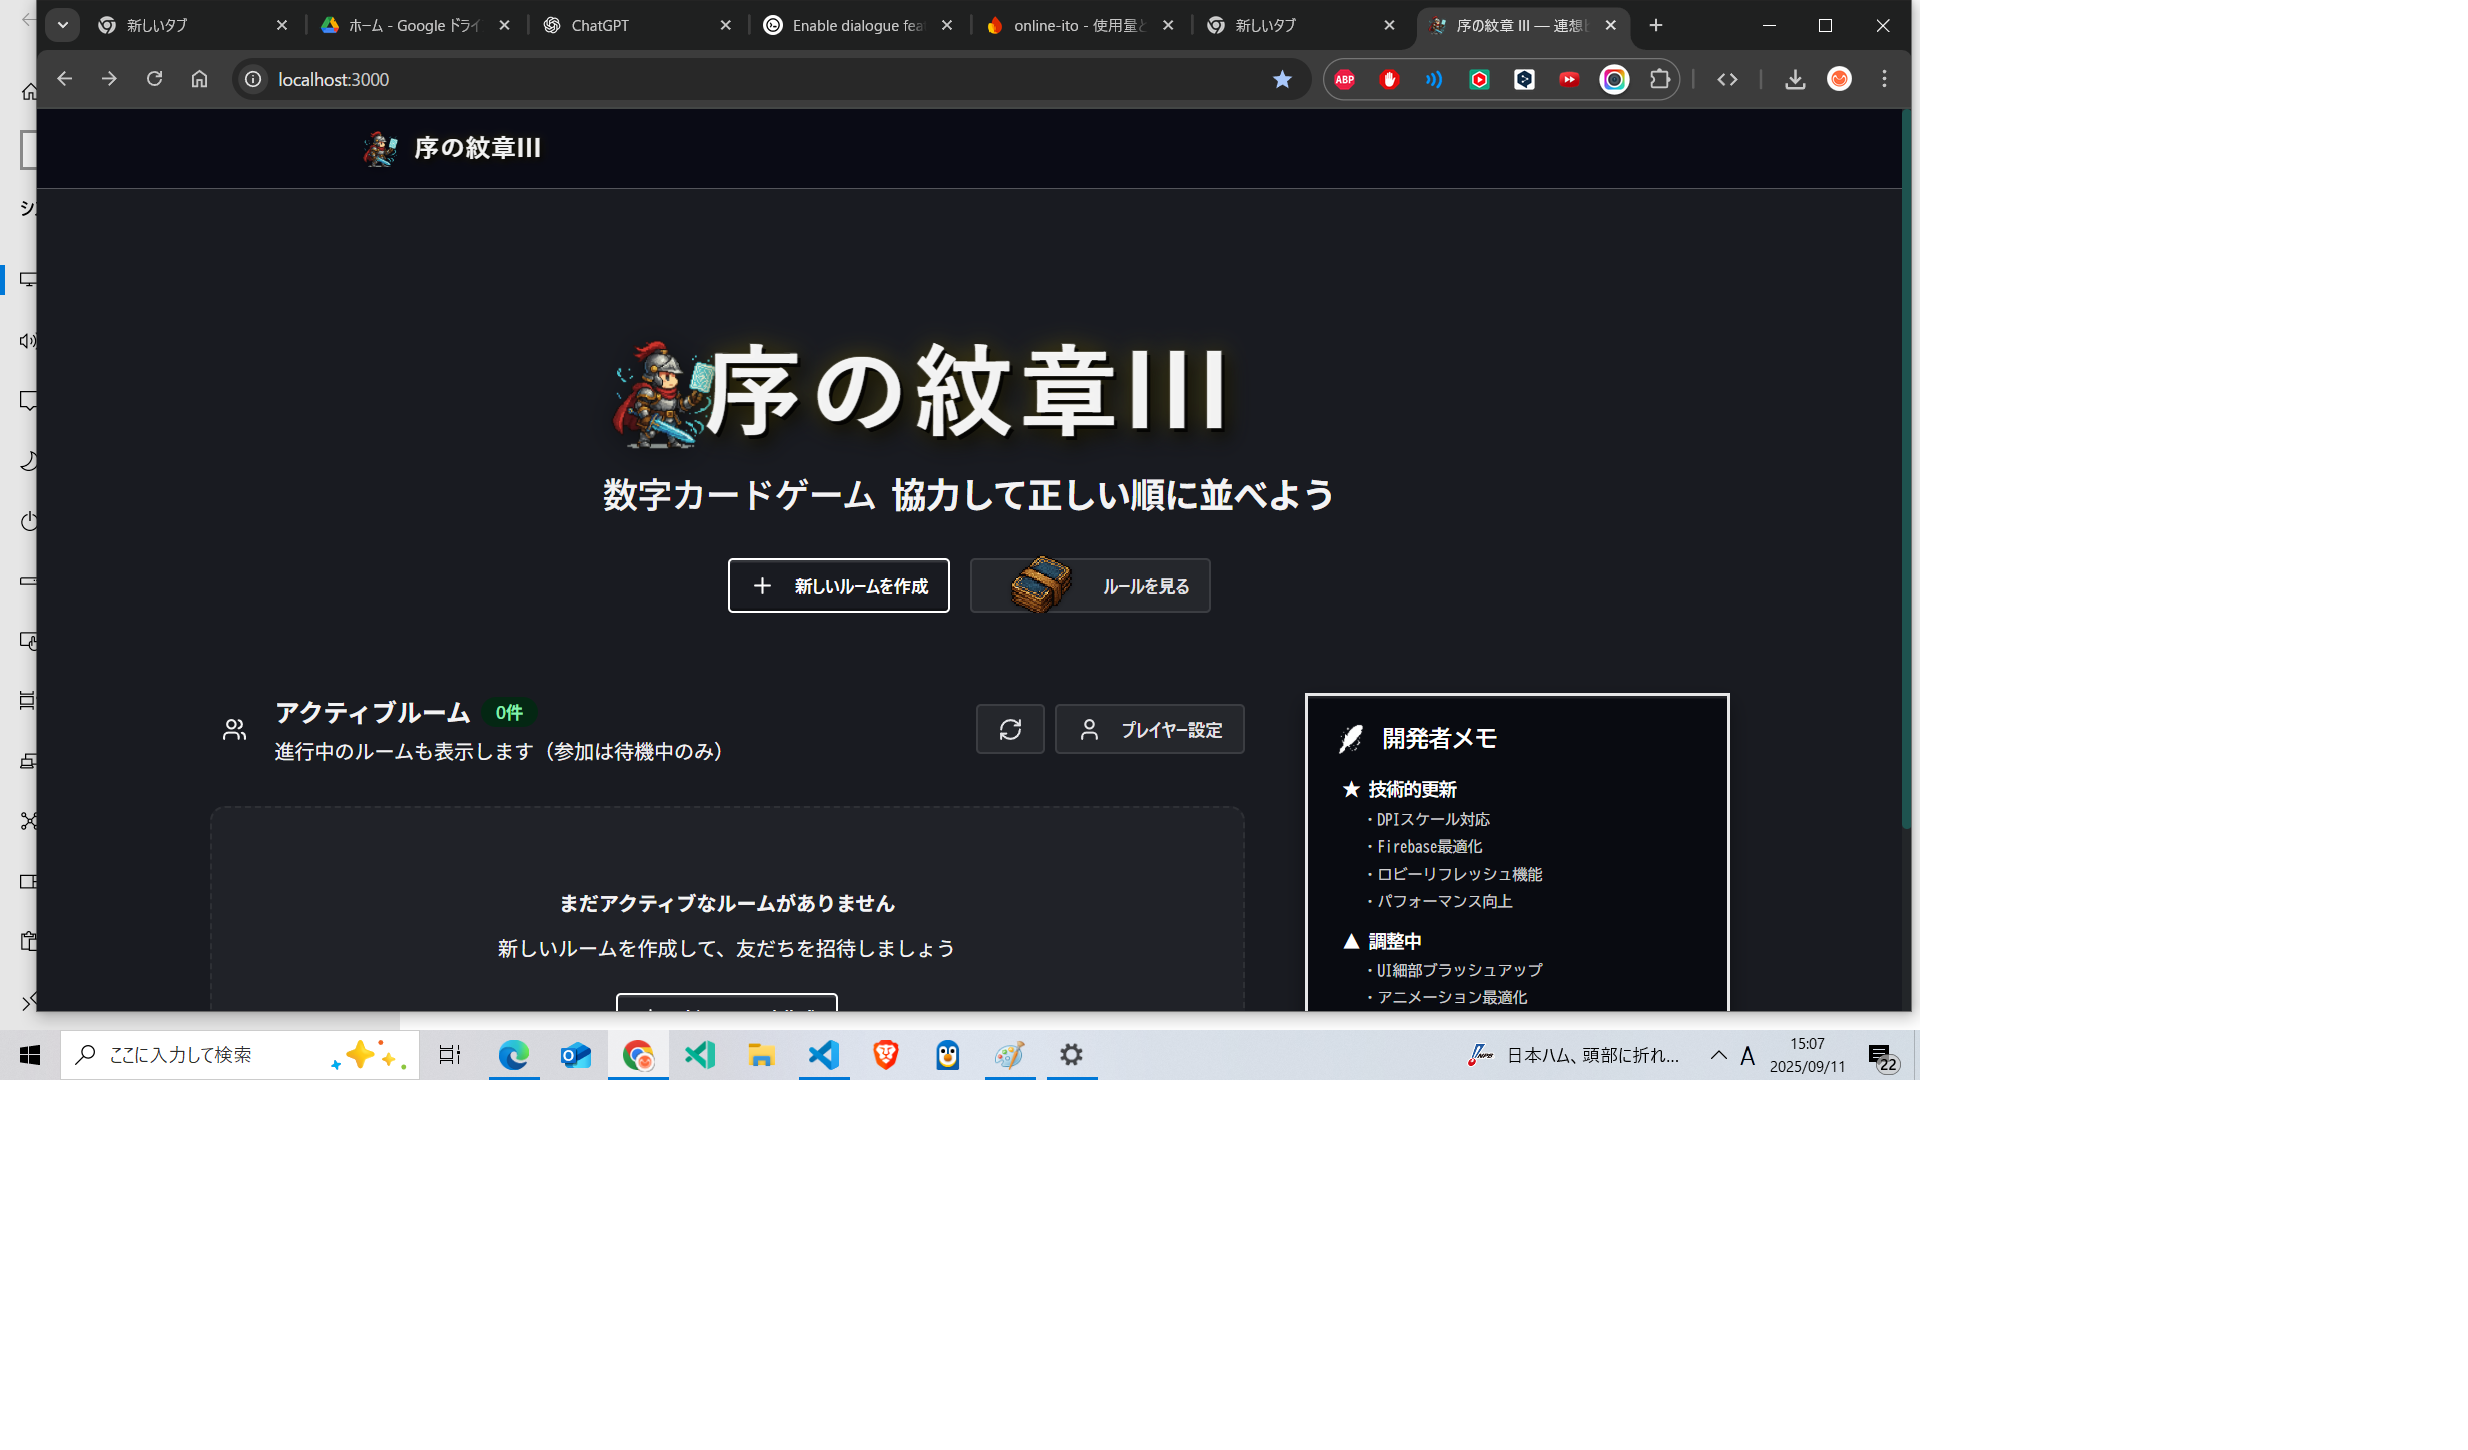 新しいタブ
ホーム - Google ドライ
ChatGPT
Enable dialogue fea
online-ito - 使用量と
新しいタブ
序の紋章 III — 連想ヒ
localhost:3000
ABP
序の紋章III
序の紋章III
数字カードゲーム 協力して正しい順に並べよう
新しいルームを作成
ルールを見る
アクティブルーム 0件
進行中のルームも表示します（参加は待機中のみ）
プレイヤー設定
まだアクティブなルームがありません
新しいルームを作成して、友だちを招待しましょう
開発者メモ
★ 技術的更新
・DPIスケール対応
・Firebase最適化
・ロビーリフレッシュ機能
・パフォーマンス向上
▲ 調整中
・UI細部ブラッシュアップ
・アニメーション最適化
ここに入力して検索
日本ハム、頭部に折れ...
A
15:07
2025/09/11
22